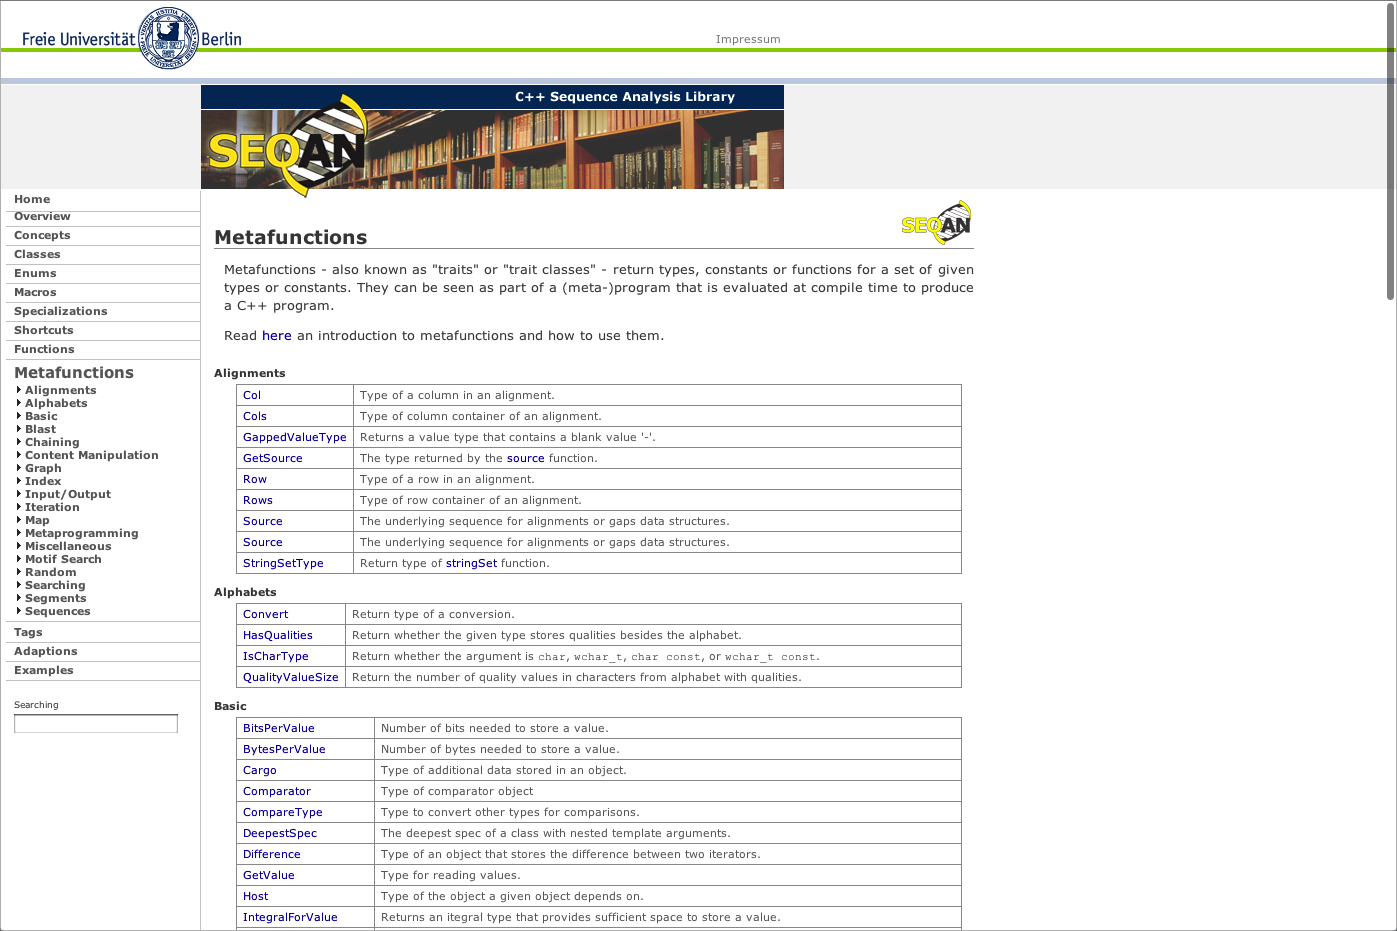 Freie Universität Berlin
Impressum
C++ Sequence Analysis Library
SEQAN
Home
Overview
Concepts
Classes
Enums
Macros
Specializations
Shortcuts
Functions
Metafunctions
Alignments
Alphabets
Basic
Blast
Chaining
Content Manipulation
Graph
Index
Input/Output
Iteration
Map
Metaprogramming
Miscellaneous
Motif Search
Random
Searching
Segments
Sequences
Tags
Adaptions
Examples
Searching
SEQAN
Metafunctions
Metafunctions - also known as "traits" or "trait classes" - return types, constants or functions for a set of given
types or constants. They can be seen as part of a (meta-)program that is evaluated at compile time to produce
a C++ program.
Read here an introduction to metafunctions and how to use them.
Alignments
Col Type of a column in an alignment.
Cols Type of column container of an alignment.
GappedValueType Returns a value type that contains a blank value '-'.
GetSource The type returned by the source function.
Row Type of a row in an alignment.
Rows Type of row container of an alignment.
Source The underlying sequence for alignments or gaps data structures.
Source The underlying sequence for alignments or gaps data structures.
StringSetType Return type of stringSet function.
Alphabets
Convert Return type of a conversion.
HasQualities Return whether the given type stores qualities besides the alphabet.
IsCharType Return whether the argument is char, wchar_t, char const, or wchar_t const.
QualityValueSize Return the number of quality values in characters from alphabet with qualities.
Basic
BitsPerValue Number of bits needed to store a value.
BytesPerValue Number of bytes needed to store a value.
Cargo Type of additional data stored in an object.
Comparator Type of comparator object
CompareType Type to convert other types for comparisons.
DeepestSpec The deepest spec of a class with nested template arguments.
Difference Type of an object that stores the difference between two iterators.
GetValue Type for reading values.
Host Type of the object a given object depends on.
IntegralForValue Returns an itegral type that provides sufficient space to store a value.